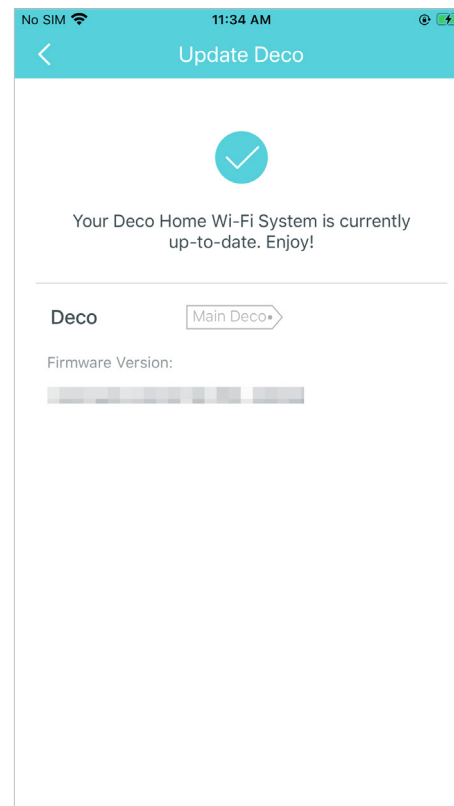 No SIM 11:34 AM
Update Deco
Your Deco Home Wi-Fi System is currently
up-to-date. Enjoy!
Deco Main Deco
Firmware Version: